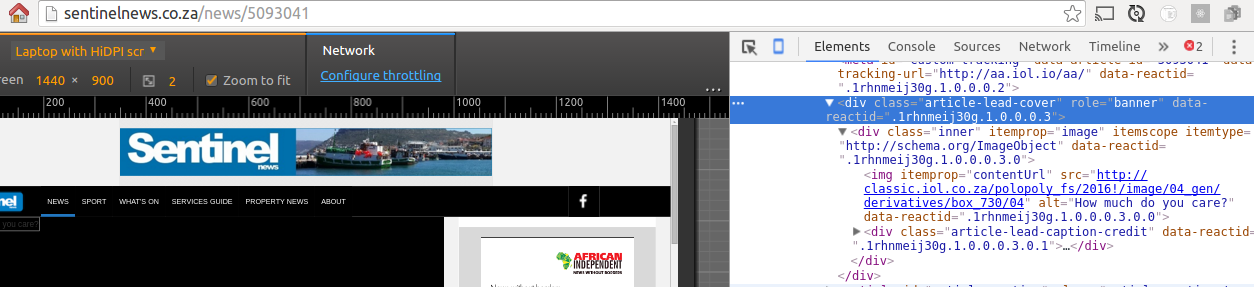 sentinelnews.co.za/news/5093041
Laptop with HiDPI scr ▼
Network
Elements
Console
Sources
Network
Timeline
»
2
reen 1440 × 900
2
Zoom to fit
Configure throttling
...
200
400
600
800
1000
1200
1400
Sentinel
news
nel
NEWS
SPORT
WHAT'S ON
SERVICES GUIDE
PROPERTY NEWS
ABOUT
f
you care?
AFRICAN
INDEPENDENT
NEWS WITHOUT BORDERS
tracking-url="http://aa.iol.io/aa/" data-reactid=
".1rhnmeij30g.1.0.0.0.2">
<div class="article-lead-cover" role="banner" data-
reactid=".1rhnmeij30g.1.0.0.0.3">
<div class="inner" itemprop="image" itemscope itemtype=
"http://schema.org/ImageObject" data-reactid=
".1rhnmeij30g.1.0.0.0.3.0">
<img itemprop="contentUrl" src="http://
classic.iol.co.za/polopoly_fs/2016!/image/04_gen/
derivatives/box_730/04" alt="How much do you care?"
data-reactid=".1rhnmeij30g.1.0.0.0.3.0.0">
<div class="article-lead-caption-credit" data-reactid=
".1rhnmeij30g.1.0.0.0.3.0.1">…</div>
</div>
</div>